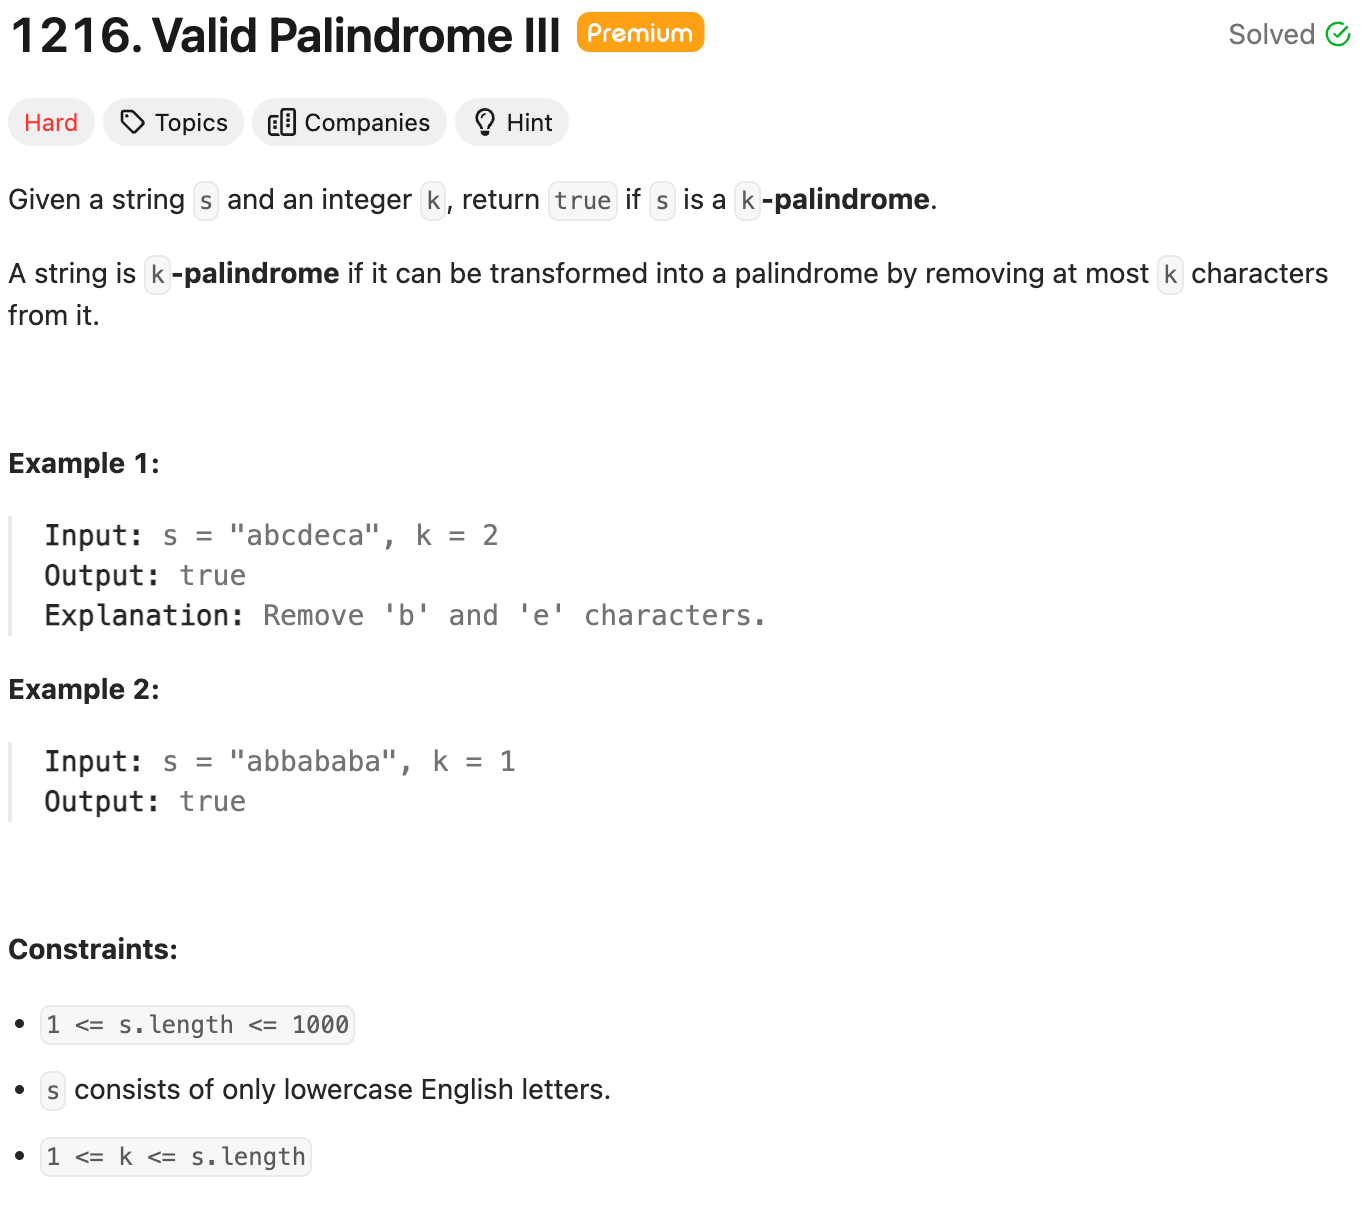 1216. Valid Palindrome III Premium Solved
Hard Topics Companies Hint
Given a string s and an integer k, return true if s is a k-palindrome.
A string is k-palindrome if it can be transformed into a palindrome by removing at most k characters
from it.
Example 1:
Input: s = "abcdeca", k = 2
Output: true
Explanation: Remove 'b' and 'e' characters.
Example 2:
Input: s = "abbababa", k = 1
Output: true
Constraints:
• 1 <= s.length <= 1000
• s consists of only lowercase English letters.
• 1 <= k <= s.length